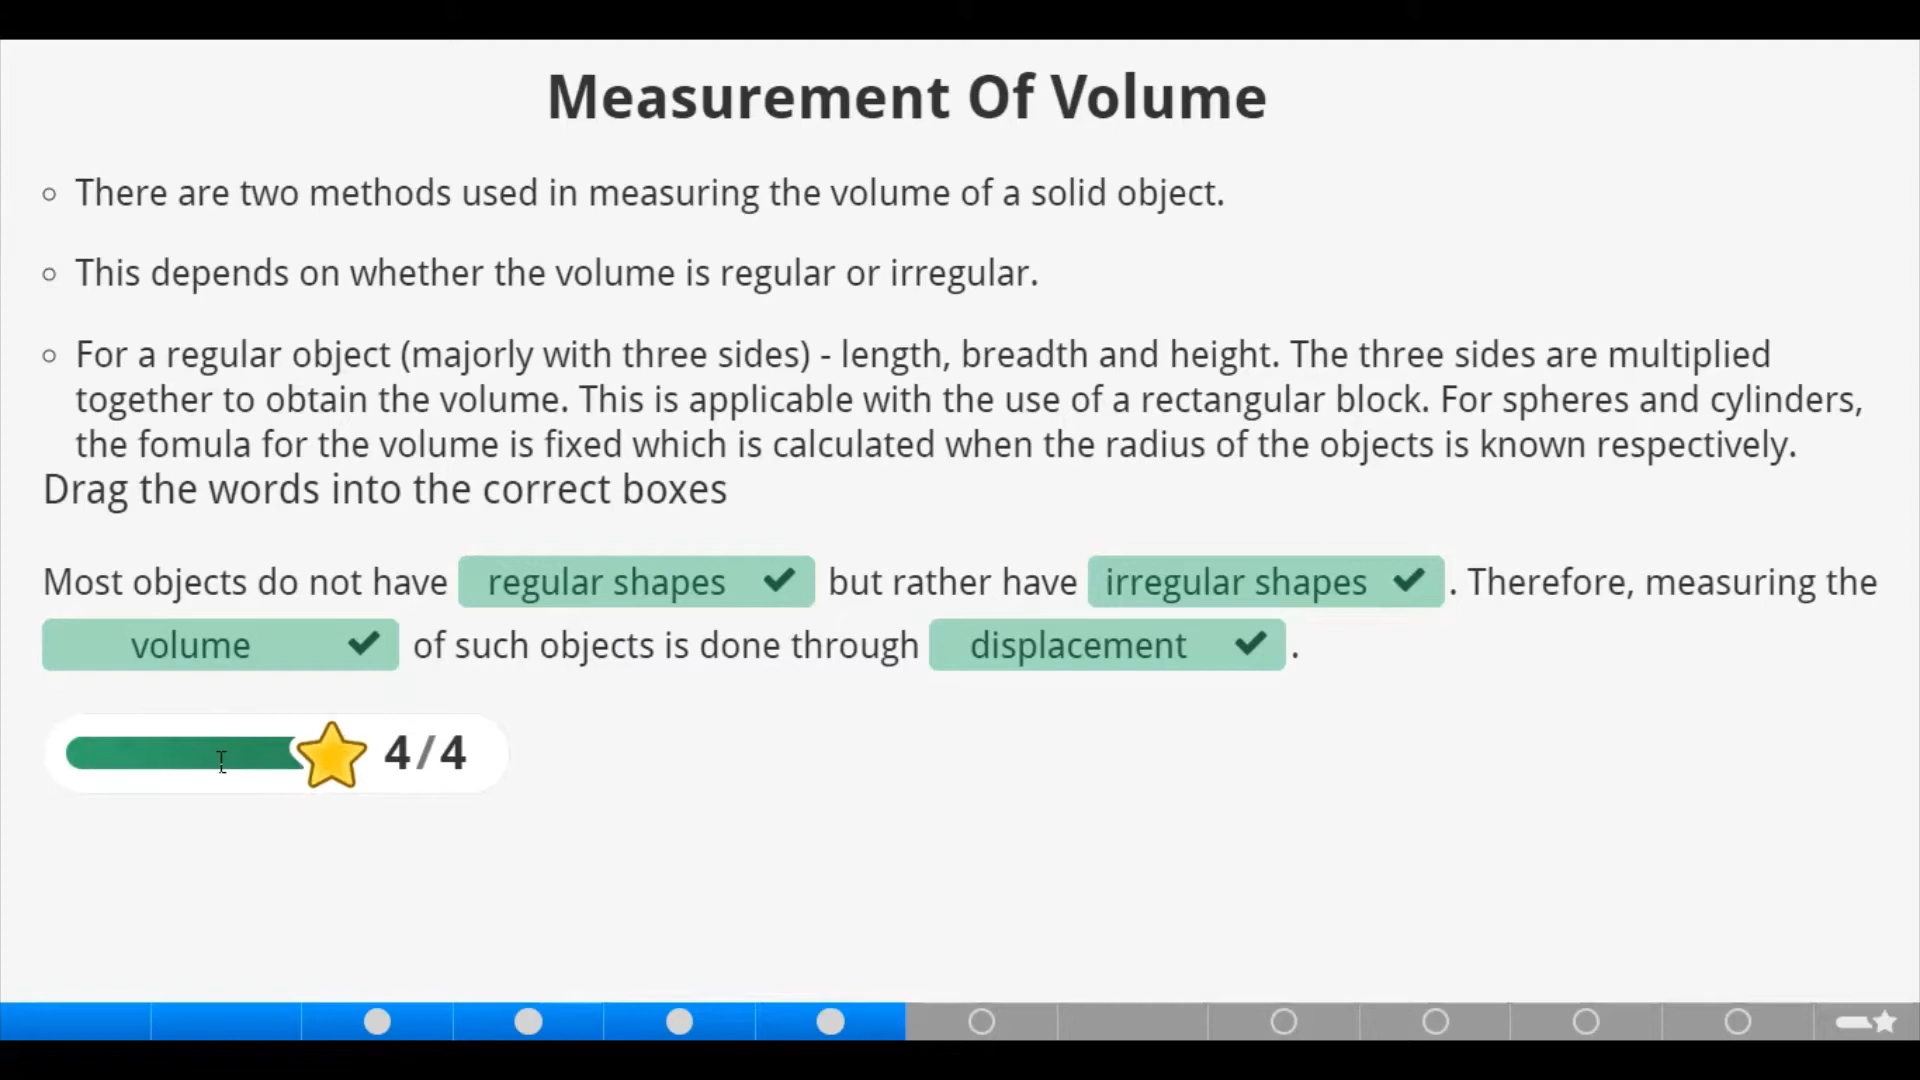 Measurement Of Volume
There are two methods used in measuring the volume of a solid object.
This depends on whether the volume is regular or irregular.
For a regular object (majorly with three sides) - length, breadth and height. The three sides are multiplied
together to obtain the volume. This is applicable with the use of a rectangular block. For spheres and cylinders,
the fomula for the volume is fixed which is calculated when the radius of the objects is known respectively.
Drag the words into the correct boxes
Most objects do not have regular shapes but rather have irregular shapes . Therefore, measuring the
volume of such objects is done through displacement .
4/4